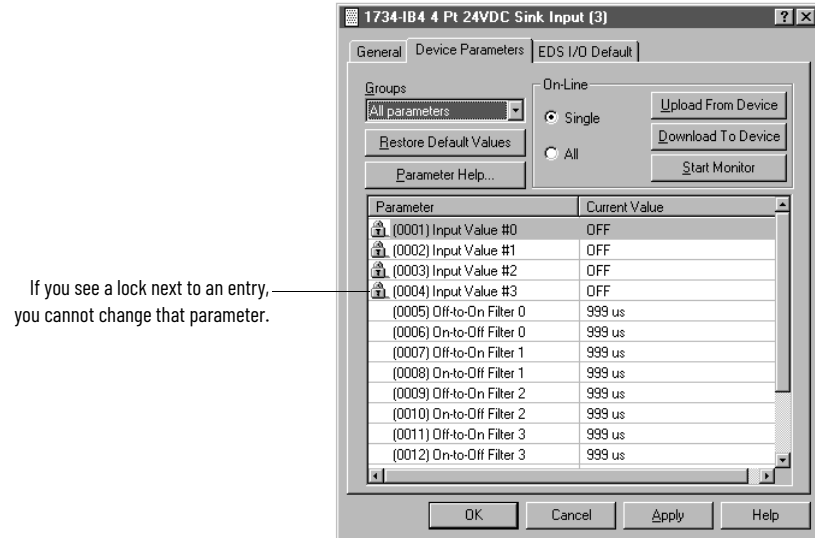 1734-IB4 4 Pt 24VDC Sink Input (3)
General Device Parameters EDS I/O Default
Groups
All parameters
Restore Default Values
Parameter Help...
On-Line
Single
All
Upload From Device
Download To Device
Start Monitor
Parameter Current Value
(0001) Input Value #0 OFF
(0002) Input Value #1 OFF
(0003) Input Value #2 OFF
(0004) Input Value #3 OFF
(0005) Off-to-On Filter 0 999 us
(0006) On-to-Off Filter 0 999 us
(0007) Off-to-On Filter 1 999 us
(0008) On-to-Off Filter 1 999 us
(0009) Off-to-On Filter 2 999 us
(0010) On-to-Off Filter 2 999 us
(0011) Off-to-On Filter 3 999 us
(0012) On-to-Off Filter 3 999 us
If you see a lock next to an entry,
you cannot change that parameter.
OK Cancel Apply Help